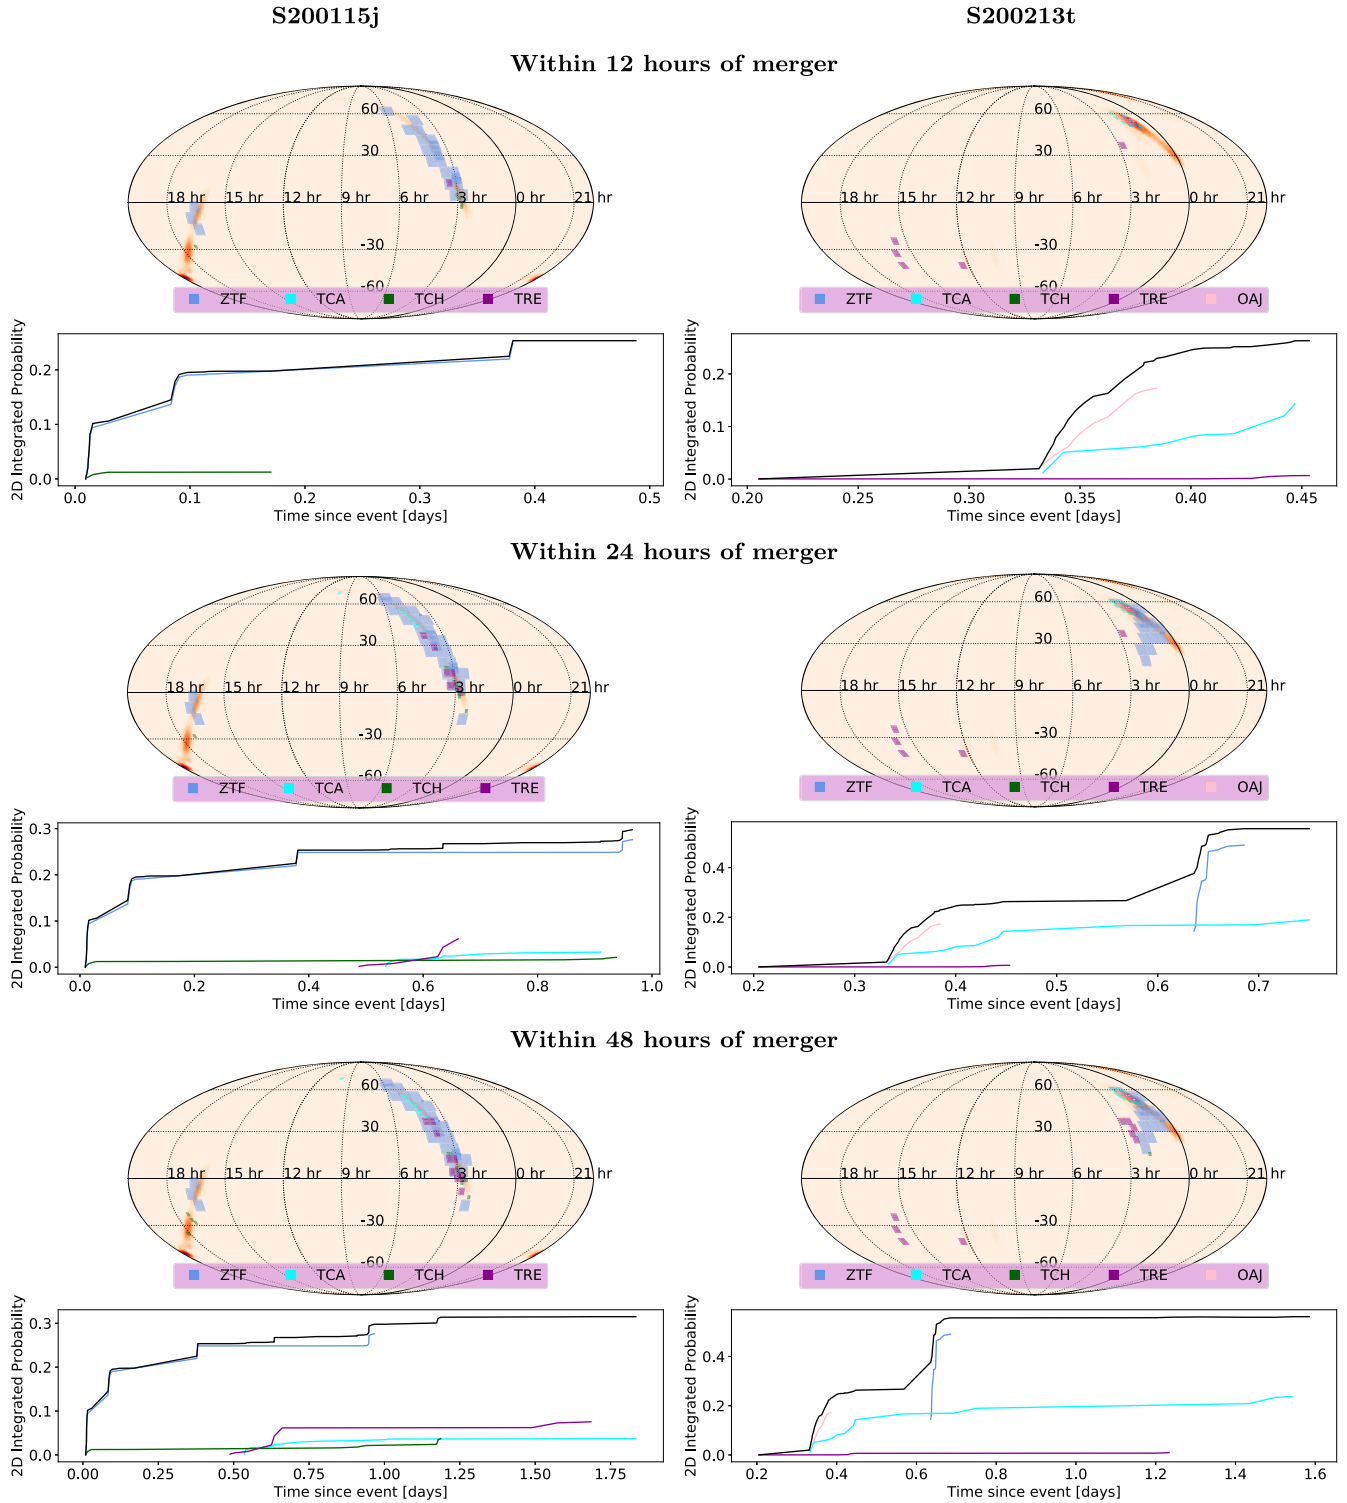 S200115j S200213t
Within 12 hours of merger
60 60
30 30
18 hr 15 hr 12 hr 9 hr 6 hr 3 hr 0 hr 21 hr 18 hr 15 hr 12 hr 9 hr 6 hr 3 hr 0 hr 21 hr
-30 -30
-60 -60
ZTF TCA TCH TRE ZTF TCA TCH TRE OAJ
2D Integrated Probability
0.2
0.1
0.0
0.0 0.1 0.2 0.3 0.4 0.5
Time since event [days]
2D Integrated Probability
0.2
0.1
0.0
0.20 0.25 0.30 0.35 0.40 0.45
Time since event [days]
Within 24 hours of merger
60 60
30 30
18 hr 15 hr 12 hr 9 hr 6 hr 3 hr 0 hr 21 hr 18 hr 15 hr 12 hr 9 hr 6 hr 3 hr 0 hr 21 hr
-30 -30
-60 -60
ZTF TCA TCH TRE ZTF TCA TCH TRE OAJ
2D Integrated Probability
0.3
0.2
0.1
0.0
0.0 0.2 0.4 0.6 0.8 1.0
Time since event [days]
2D Integrated Probability
0.4
0.2
0.0
0.2 0.3 0.4 0.5 0.6 0.7
Time since event [days]
Within 48 hours of merger
60 60
30 30
18 hr 15 hr 12 hr 9 hr 6 hr 3 hr 0 hr 21 hr 18 hr 15 hr 12 hr 9 hr 6 hr 3 hr 0 hr 21 hr
-30 -30
-60 -60
ZTF TCA TCH TRE ZTF TCA TCH TRE OAJ
2D Integrated Probability
0.3
0.2
0.1
0.0
0.00 0.25 0.50 0.75 1.00 1.25 1.50 1.75
Time since event [days]
2D Integrated Probability
0.4
0.2
0.0
0.2 0.4 0.6 0.8 1.0 1.2 1.4 1.6
Time since event [days]